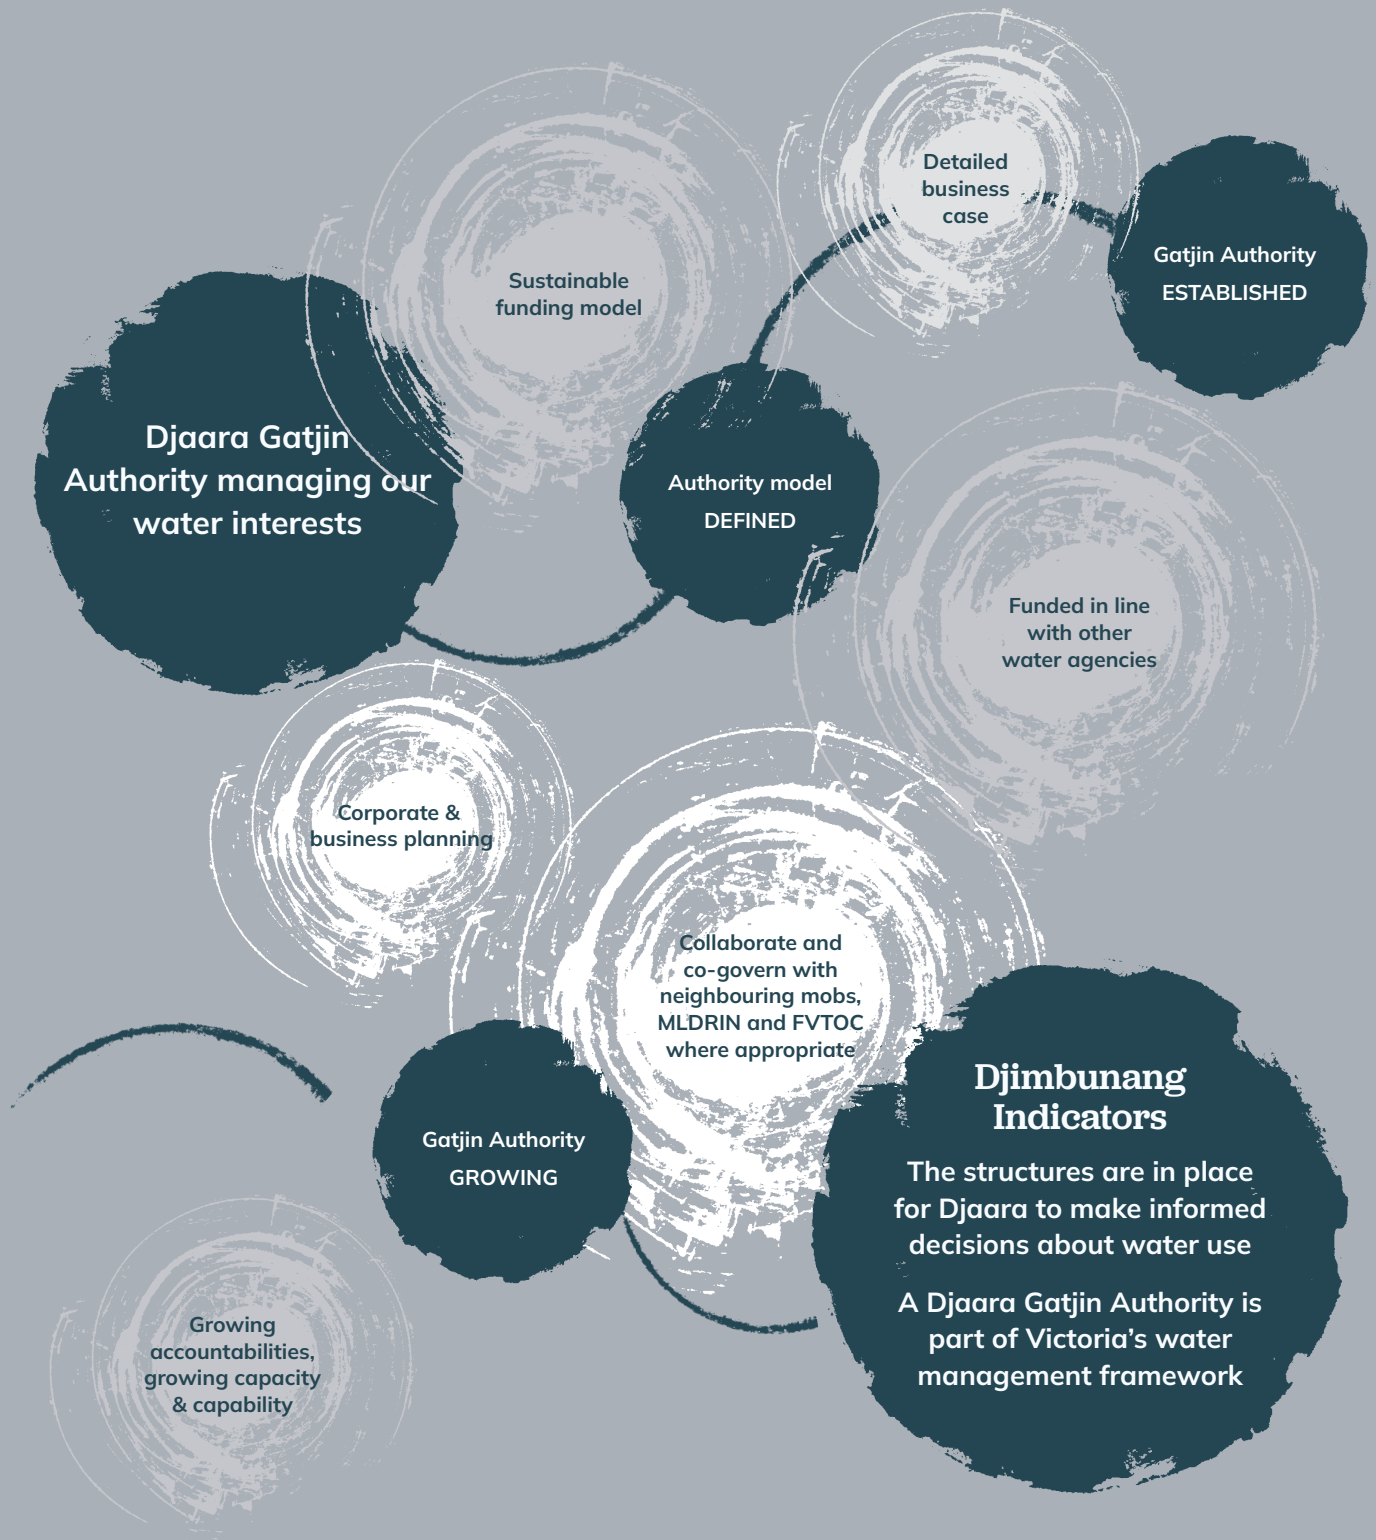 Detailed
business
case
Gatjin Authority
ESTABLISHED
Sustainable
funding model
Djaara Gatjin
Authority managing our
water interests
Authority model
DEFINED
Funded in line
with other
water agencies
Corporate &
business planning
Collaborate and
co-govern with
neighbouring mobs,
MLDRIN and FVTOC
where appropriate
Gatjin Authority
GROWING
Djimbunang
Indicators
The structures are in place
for Djaara to make informed
decisions about water use
A Djaara Gatjin Authority is
part of Victoria’s water
management framework
Growing
accountabilities,
growing capacity
& capability